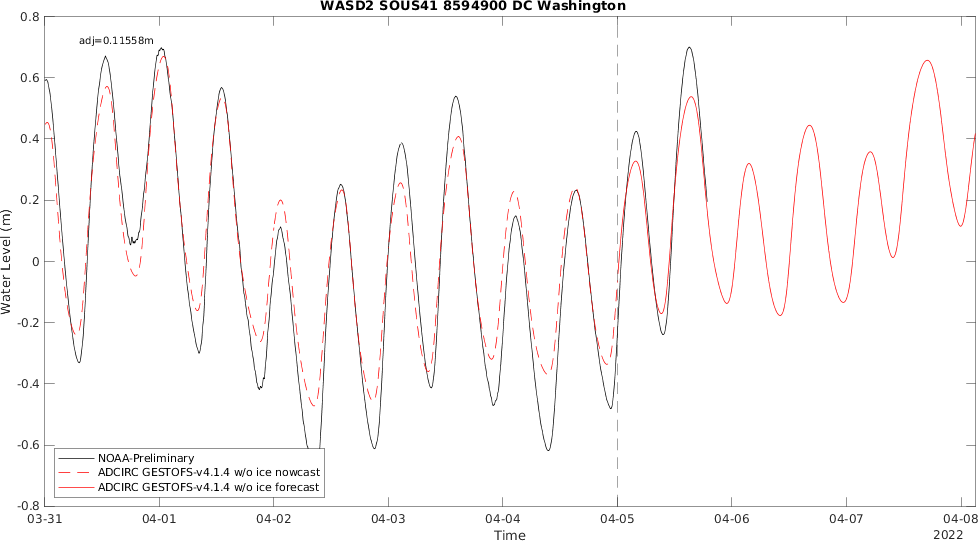 WASD2 SOUS41 8594900 DC Washington
adj=0.11558m
0.8
0.6
0.4
0.2
0
-0.2
-0.4
-0.6
-0.8
Water Level (m)
NOAA-Preliminary
ADCIRC GESTOFS-v4.1.4 w/o ice nowcast
ADCIRC GESTOFS-v4.1.4 w/o ice forecast
03-31 04-01 04-02 04-03 04-04 04-05 04-06 04-07 04-08
Time 2022